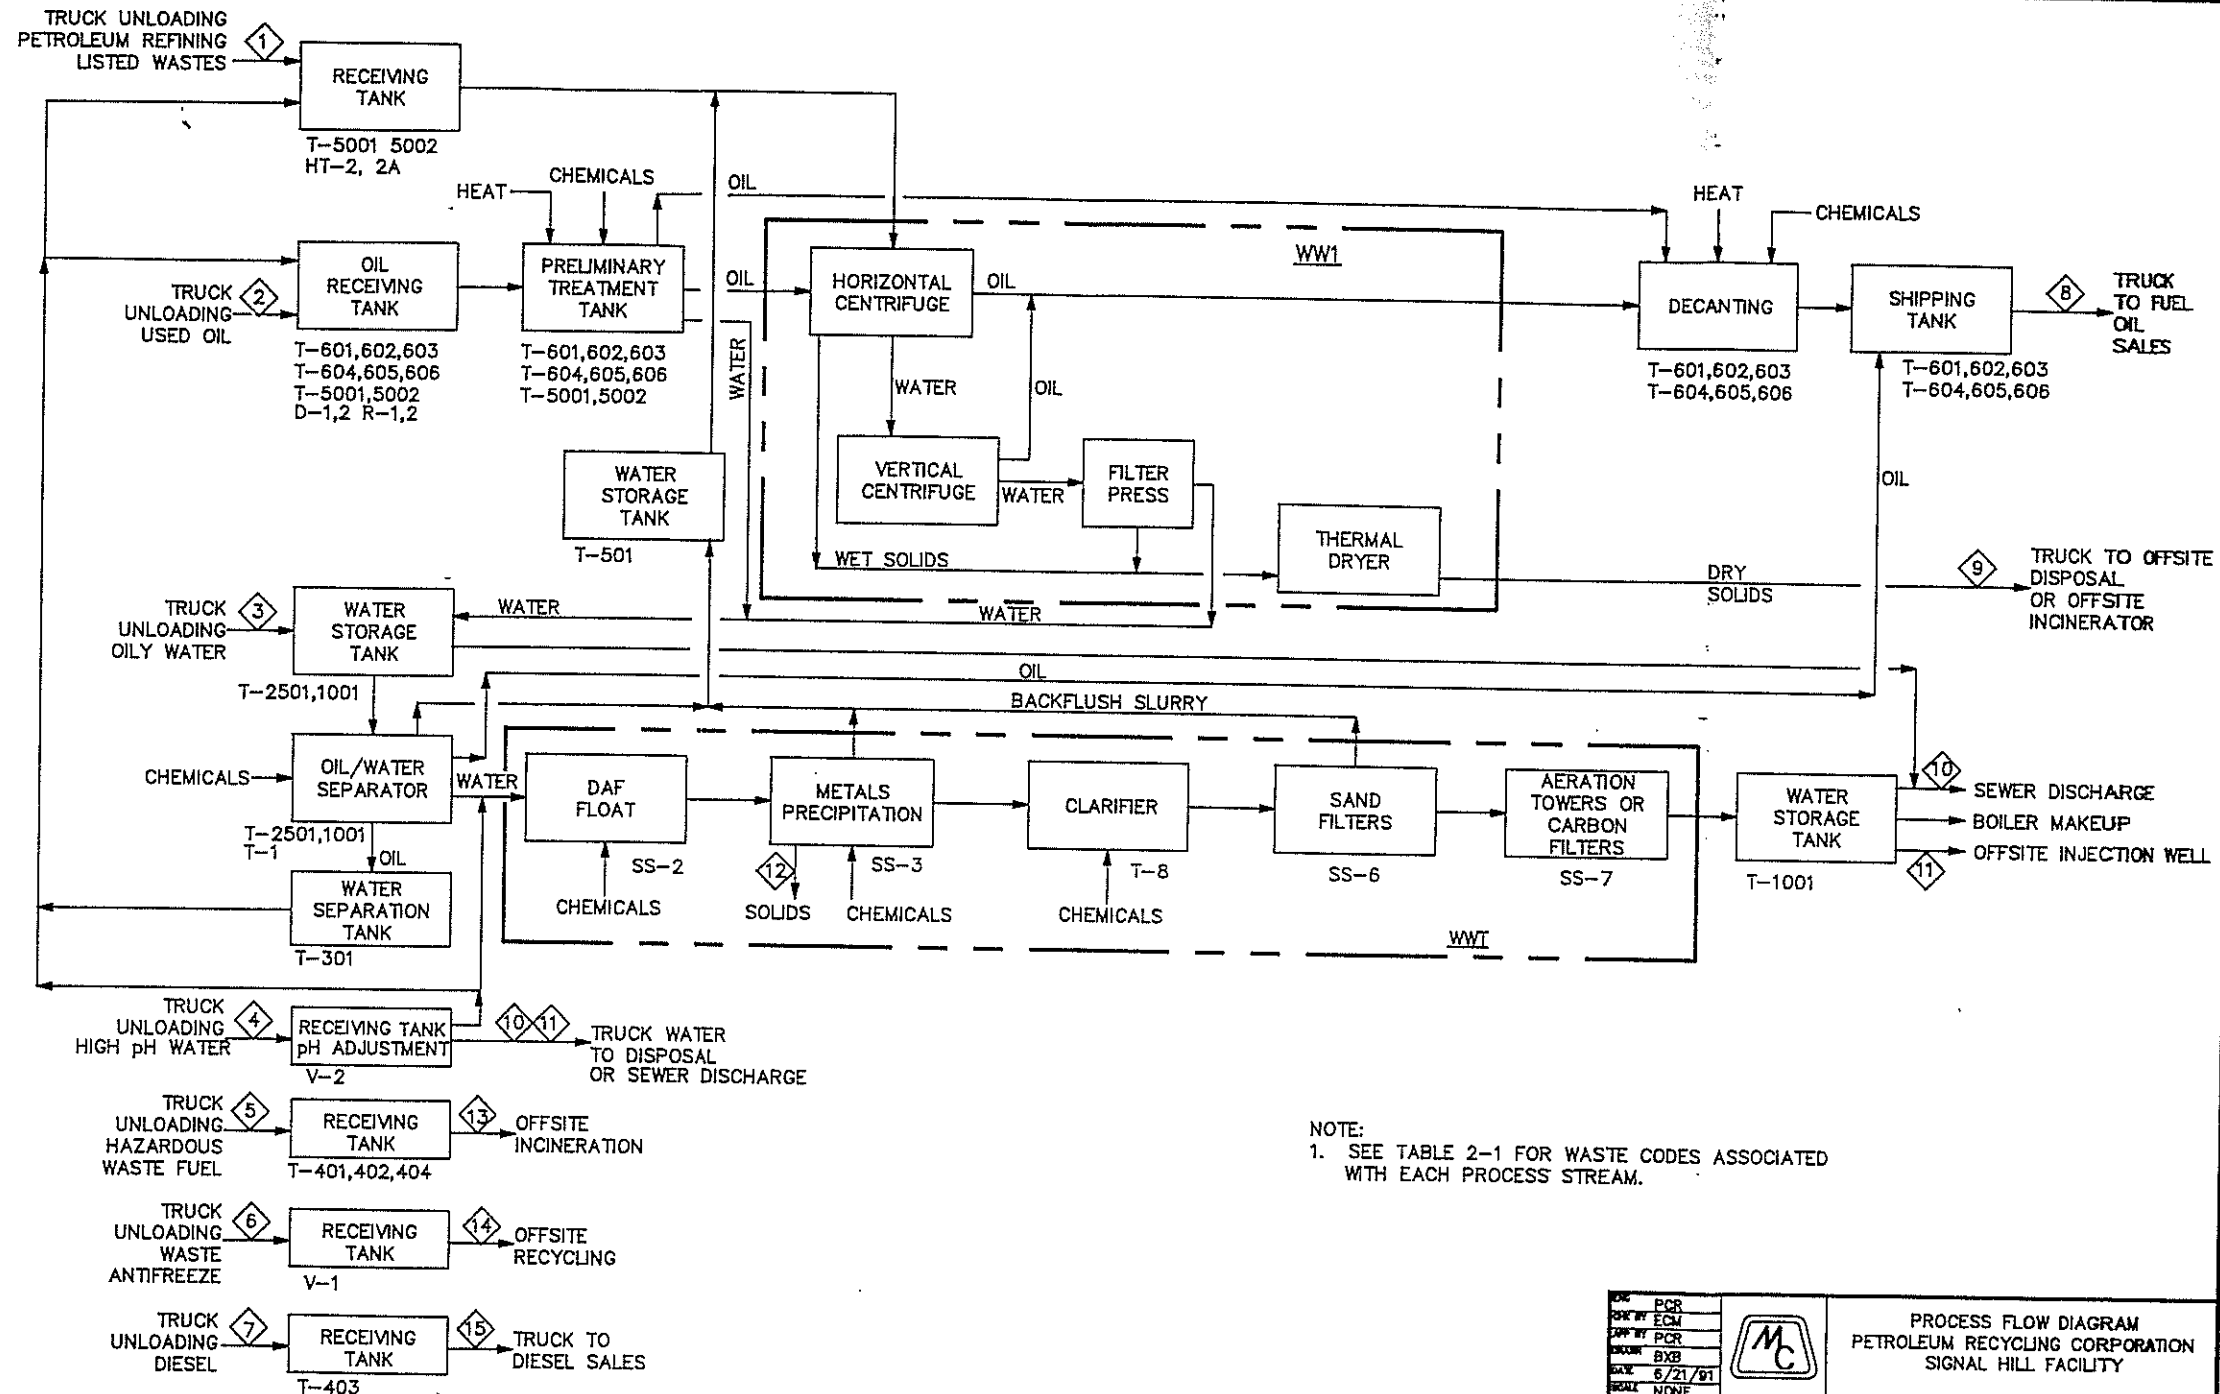 TRUCK UNLOADING
PETROLEUM REFINING
LISTED WASTES
1
RECEIVING
TANK
T-5001 5002
HT-2, 2A
HEAT
CHEMICALS
OIL
HEAT
CHEMICALS
TRUCK
UNLOADING
USED OIL
2
OIL
RECEIVING
TANK
T-601,602,603
T-604,605,606
T-5001,5002
D-1,2 R-1,2
PRELIMINARY
TREATMENT
TANK
T-601,602,603
T-604,605,606
T-5001,5002
OIL
WATER
WW1
HORIZONTAL
CENTRIFUGE
OIL
WATER
OIL
DECANTING
T-601,602,603
T-604,605,606
SHIPPING
TANK
T-601,602,603
T-604,605,606
8
TRUCK
TO FUEL
OIL
SALES
WATER
STORAGE
TANK
T-501
VERTICAL
CENTRIFUGE
WATER
FILTER
PRESS
OIL
WET SOLIDS
THERMAL
DRYER
DRY
SOLIDS
9
TRUCK TO OFFSITE
DISPOSAL
OR OFFSITE
INCINERATOR
TRUCK
UNLOADING
OILY WATER
3
WATER
STORAGE
TANK
T-2501,1001
WATER
WATER
OIL
BACKFLUSH SLURRY
CHEMICALS
OIL/WATER
SEPARATOR
T-2501,1001
T-1
WATER
OIL
DAF
FLOAT
SS-2
CHEMICALS
METALS
PRECIPITATION
SS-3
12
SOLIDS
CHEMICALS
CLARIFIER
T-8
CHEMICALS
SAND
FILTERS
SS-6
AERATION
TOWERS OR
CARBON
FILTERS
SS-7
WWT
WATER
STORAGE
TANK
T-1001
10
SEWER DISCHARGE
BOILER MAKEUP
OFFSITE INJECTION WELL
11
WATER
SEPARATION
TANK
T-301
TRUCK
UNLOADING
HIGH pH WATER
4
RECEIVING TANK
pH ADJUSTMENT
V-2
10 11
TRUCK WATER
TO DISPOSAL
OR SEWER DISCHARGE
TRUCK
UNLOADING
HAZARDOUS
WASTE FUEL
5
RECEIVING
TANK
T-401,402,404
13
OFFSITE
INCINERATION
TRUCK
UNLOADING
WASTE
ANTIFREEZE
6
RECEIVING
TANK
V-1
14
OFFSITE
RECYCLING
TRUCK
UNLOADING
DIESEL
7
RECEIVING
TANK
T-403
15
TRUCK TO
DIESEL SALES
NOTE:
1. SEE TABLE 2-1 FOR WASTE CODES ASSOCIATED
WITH EACH PROCESS STREAM.
PCR
ECM
PCR
BXB
DATE 6/21/91
SCALE NONE
MC
PROCESS FLOW DIAGRAM
PETROLEUM RECYCLING CORPORATION
SIGNAL HILL FACILITY